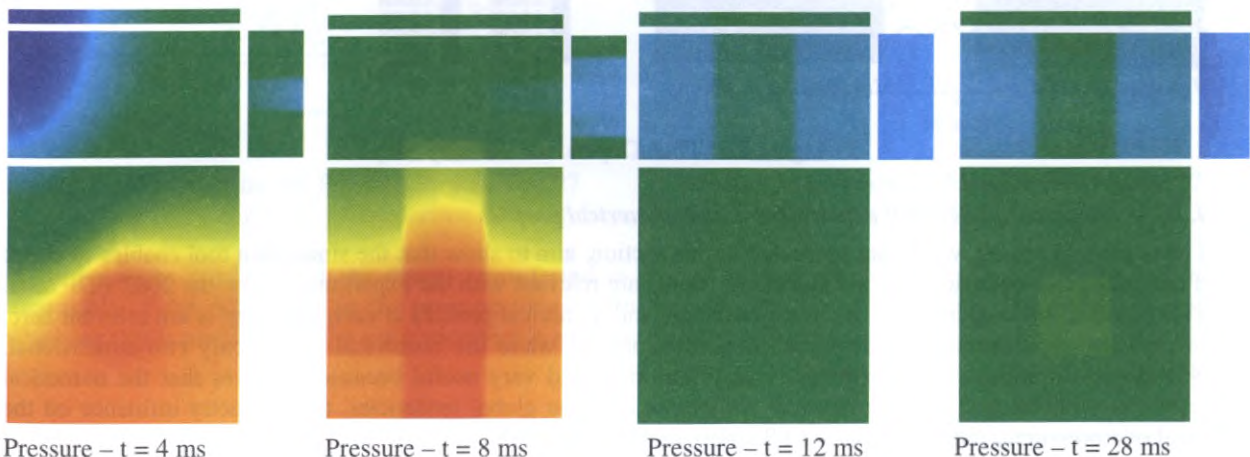 Pressure – t = 4 ms
Pressure – t = 8 ms
Pressure – t = 12 ms
Pressure – t = 28 ms